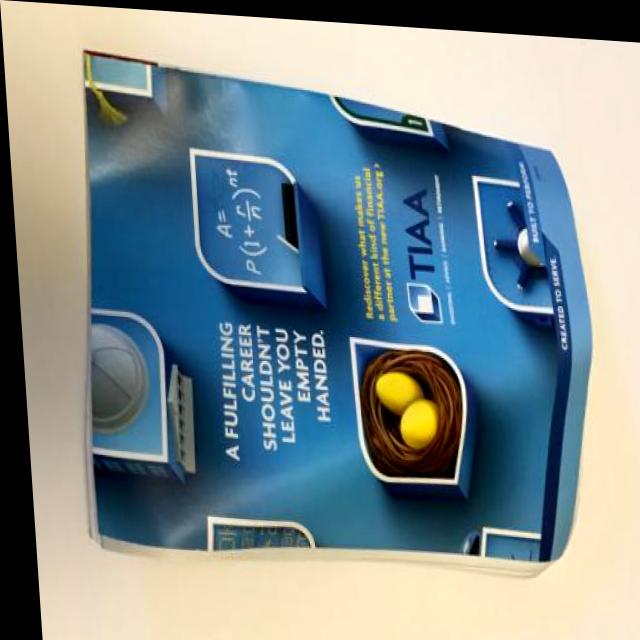 A=
P(1+r/n)^nt
A FULFILLING
CAREER
SHOULDN'T
LEAVE YOU
EMPTY
HANDED.
Rediscover what makes us
a different kind of financial
partner at the new TIAA.org >
TIAA
BUILT TO PERFORM.
CREATED TO SERVE.